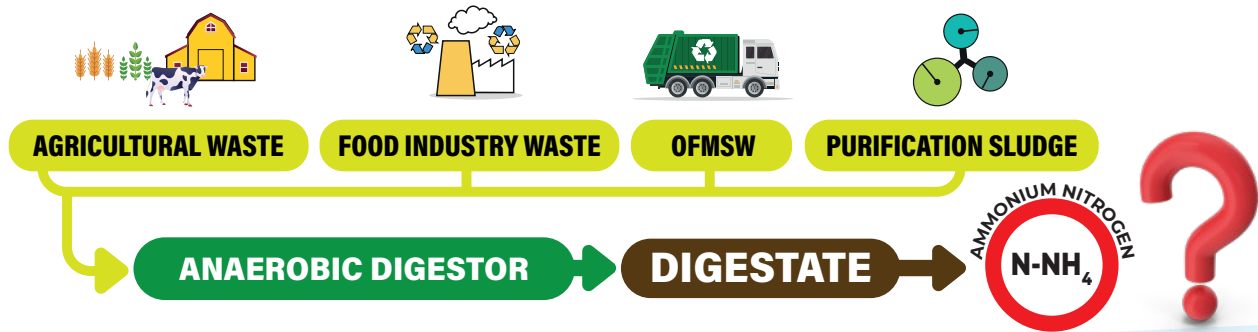 AGRICULTURAL WASTE
FOOD INDUSTRY WASTE
OFMSW
PURIFICATION SLUDGE
ANAEROBIC DIGESTOR
DIGESTATE
AMMONIUM NITROGEN
N-NH₄
?